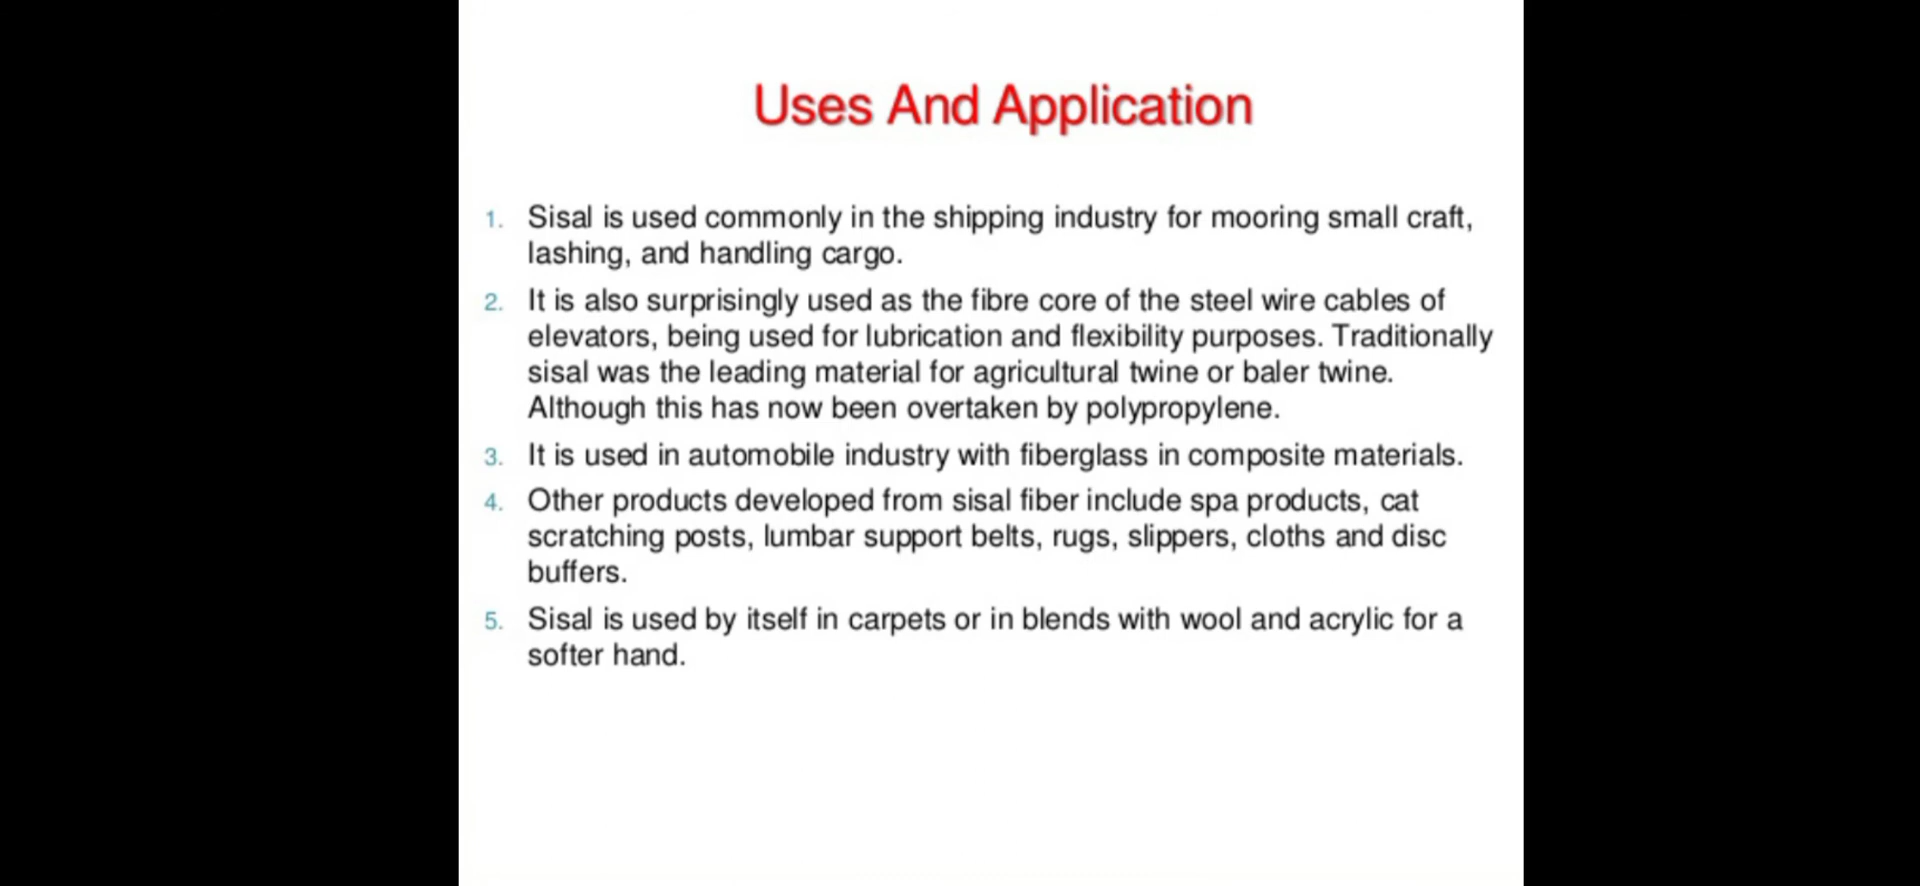 Uses And Application
1. Sisal is used commonly in the shipping industry for mooring small craft,
lashing, and handling cargo.
2. It is also surprisingly used as the fibre core of the steel wire cables of
elevators, being used for lubrication and flexibility purposes. Traditionally
sisal was the leading material for agricultural twine or baler twine.
Although this has now been overtaken by polypropylene.
3. It is used in automobile industry with fiberglass in composite materials.
4. Other products developed from sisal fiber include spa products, cat
scratching posts, lumbar support belts, rugs, slippers, cloths and disc
buffers.
5. Sisal is used by itself in carpets or in blends with wool and acrylic for a
softer hand.